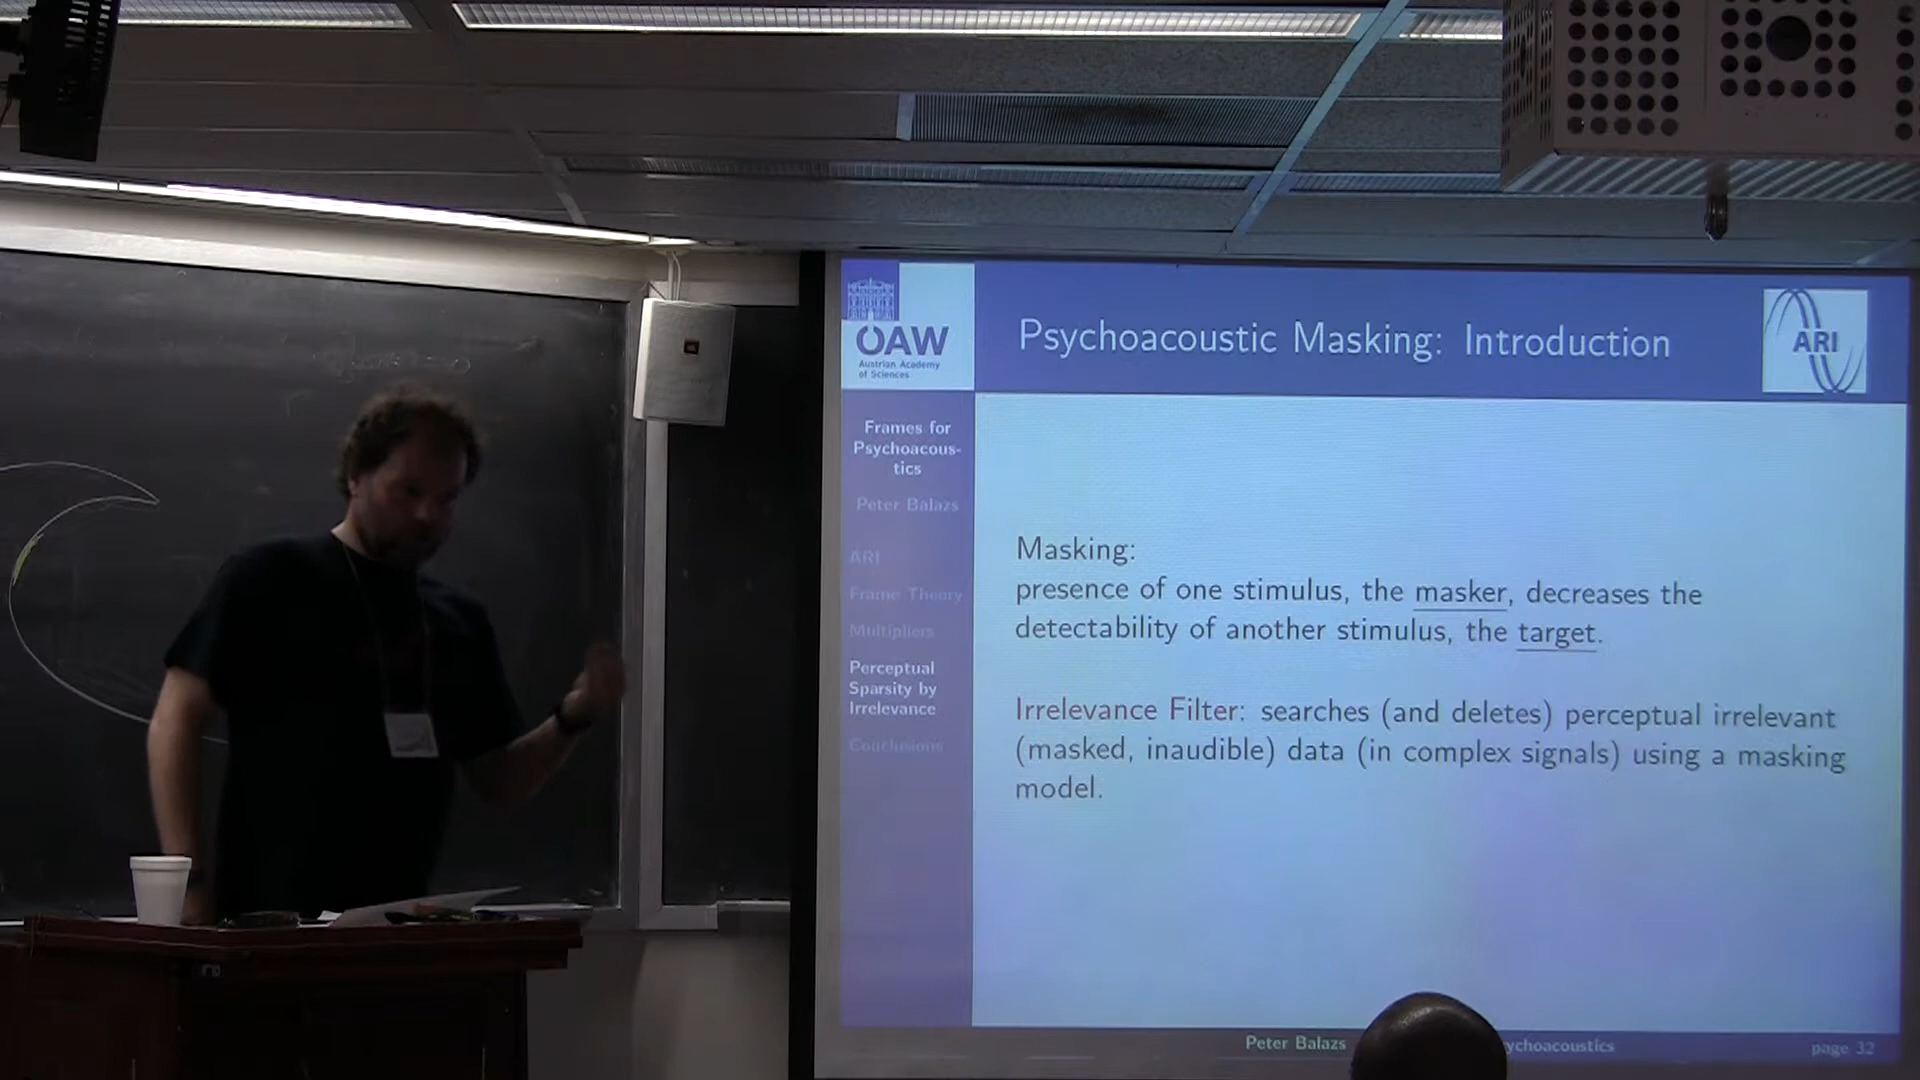 ÖAW
Austrian Academy
of Sciences
Psychoacoustic Masking: Introduction
ARI
Frames for
Psychoacous-
tics
Peter Balazs
ARI
Frame Theory
Multipliers
Perceptual
Sparsity by
Irrelevance
Conclusions
Masking:
presence of one stimulus, the masker, decreases the
detectability of another stimulus, the target.
Irrelevance Filter: searches (and deletes) perceptual irrelevant
(masked, inaudible) data (in complex signals) using a masking
model.
Peter Balazs
ychoacoustics
page 32